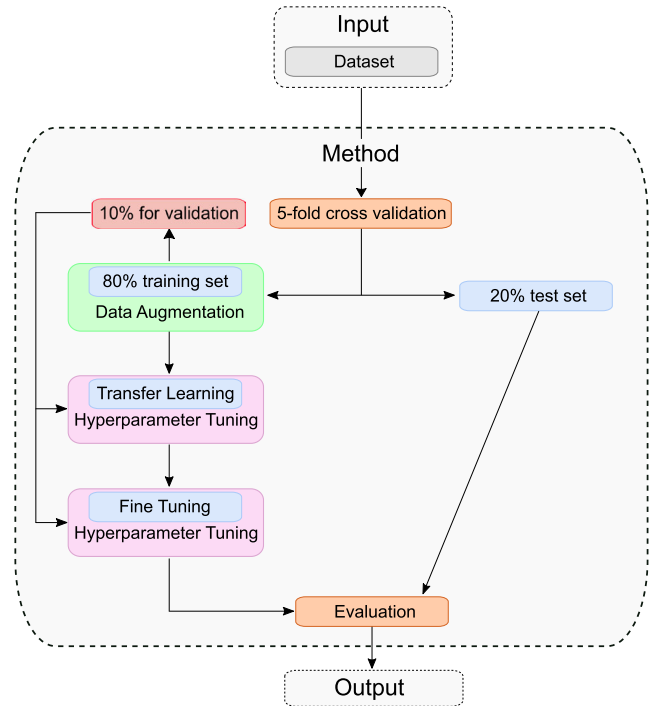 Input
Dataset
Method
10% for validation
5-fold cross validation
80% training set
Data Augmentation
20% test set
Transfer Learning
Hyperparameter Tuning
Fine Tuning
Hyperparameter Tuning
Evaluation
Output